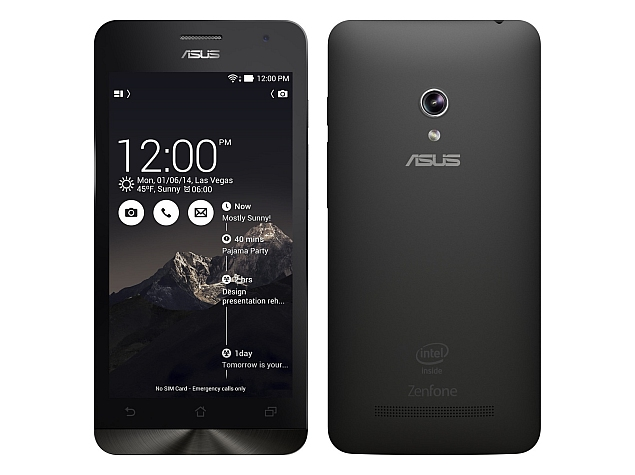 ASUS
12:00 PM
12:00 PM
Mon, 01/06/14, Las Vegas
45ºF, Sunny 06:00
Now
Mostly Sunny!
40 mins
Pajama Party
hrs
Design
presentation reh...
1day
Tomorrow is your...
No SIM Card - Emergency calls only
ASUS
intel
inside
Zenfone